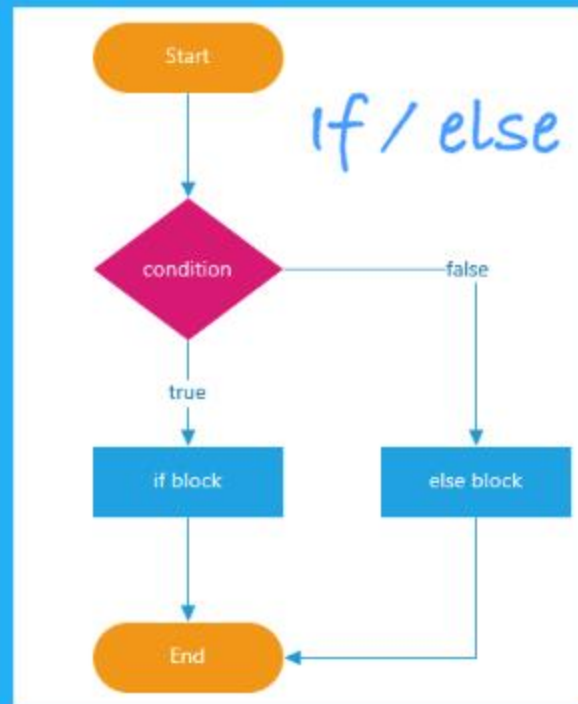 Start
If / else
condition
false
true
if block
else block
End